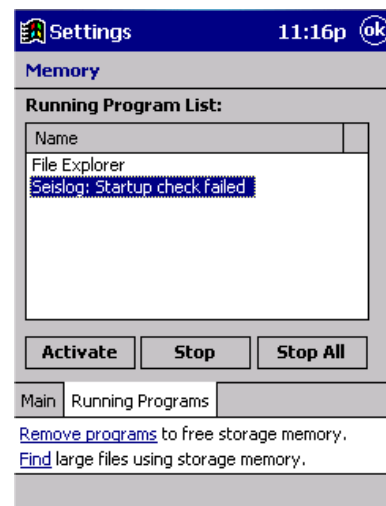 Settings 11:16p ok
Memory
Running Program List:
Name
File Explorer
Seislog: Startup check failed
Activate Stop Stop All
Main Running Programs
Remove programs to free storage memory.
Find large files using storage memory.